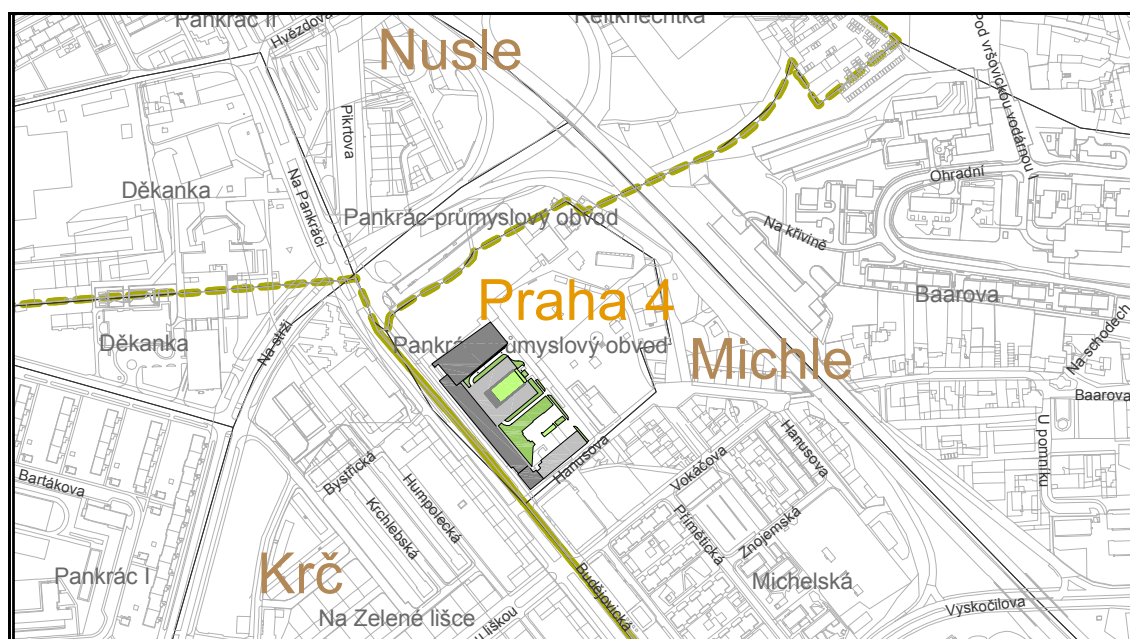 Pankrác II
Hvězdova
Nusle
Pod vršovickou vodárnou II
Pikrtova
Děkanka
Na Pankráci
Ohradní
Pankrác-průmyslový obvod
Na křivině
Praha 4
Baarova
Na strži
Děkanka
Pankrác-průmyslový obvod
Michle
Na schodech
Baarova
Hanusova
Hanusova
U pomníku
Vokáčova
Bystřická
Humpolecká
Krchlebská
Bartákova
Přímětická
Znojemská
Pankrác I
Krč
Michelská
Budějovická
Na Zelené lišce
Vyskočilova